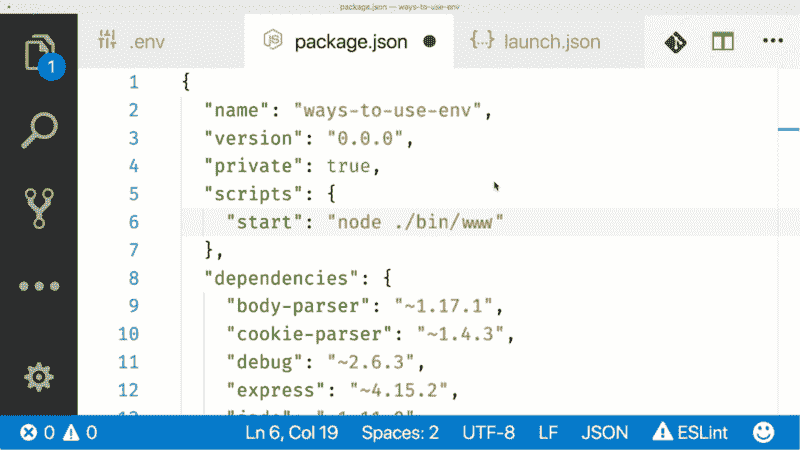 package.json — ways-to-use-env
.env
package.json
launch.json
1
1 {
2 "name": "ways-to-use-env",
3 "version": "0.0.0",
4 "private": true,
5 "scripts": {
6 "start": "node ./bin/www"
7 },
8 "dependencies": {
9 "body-parser": "~1.17.1",
10 "cookie-parser": "~1.4.3",
11 "debug": "~2.6.3",
12 "express": "~4.15.2",
0 0 Ln 6, Col 19 Spaces: 2 UTF-8 LF JSON ESLint